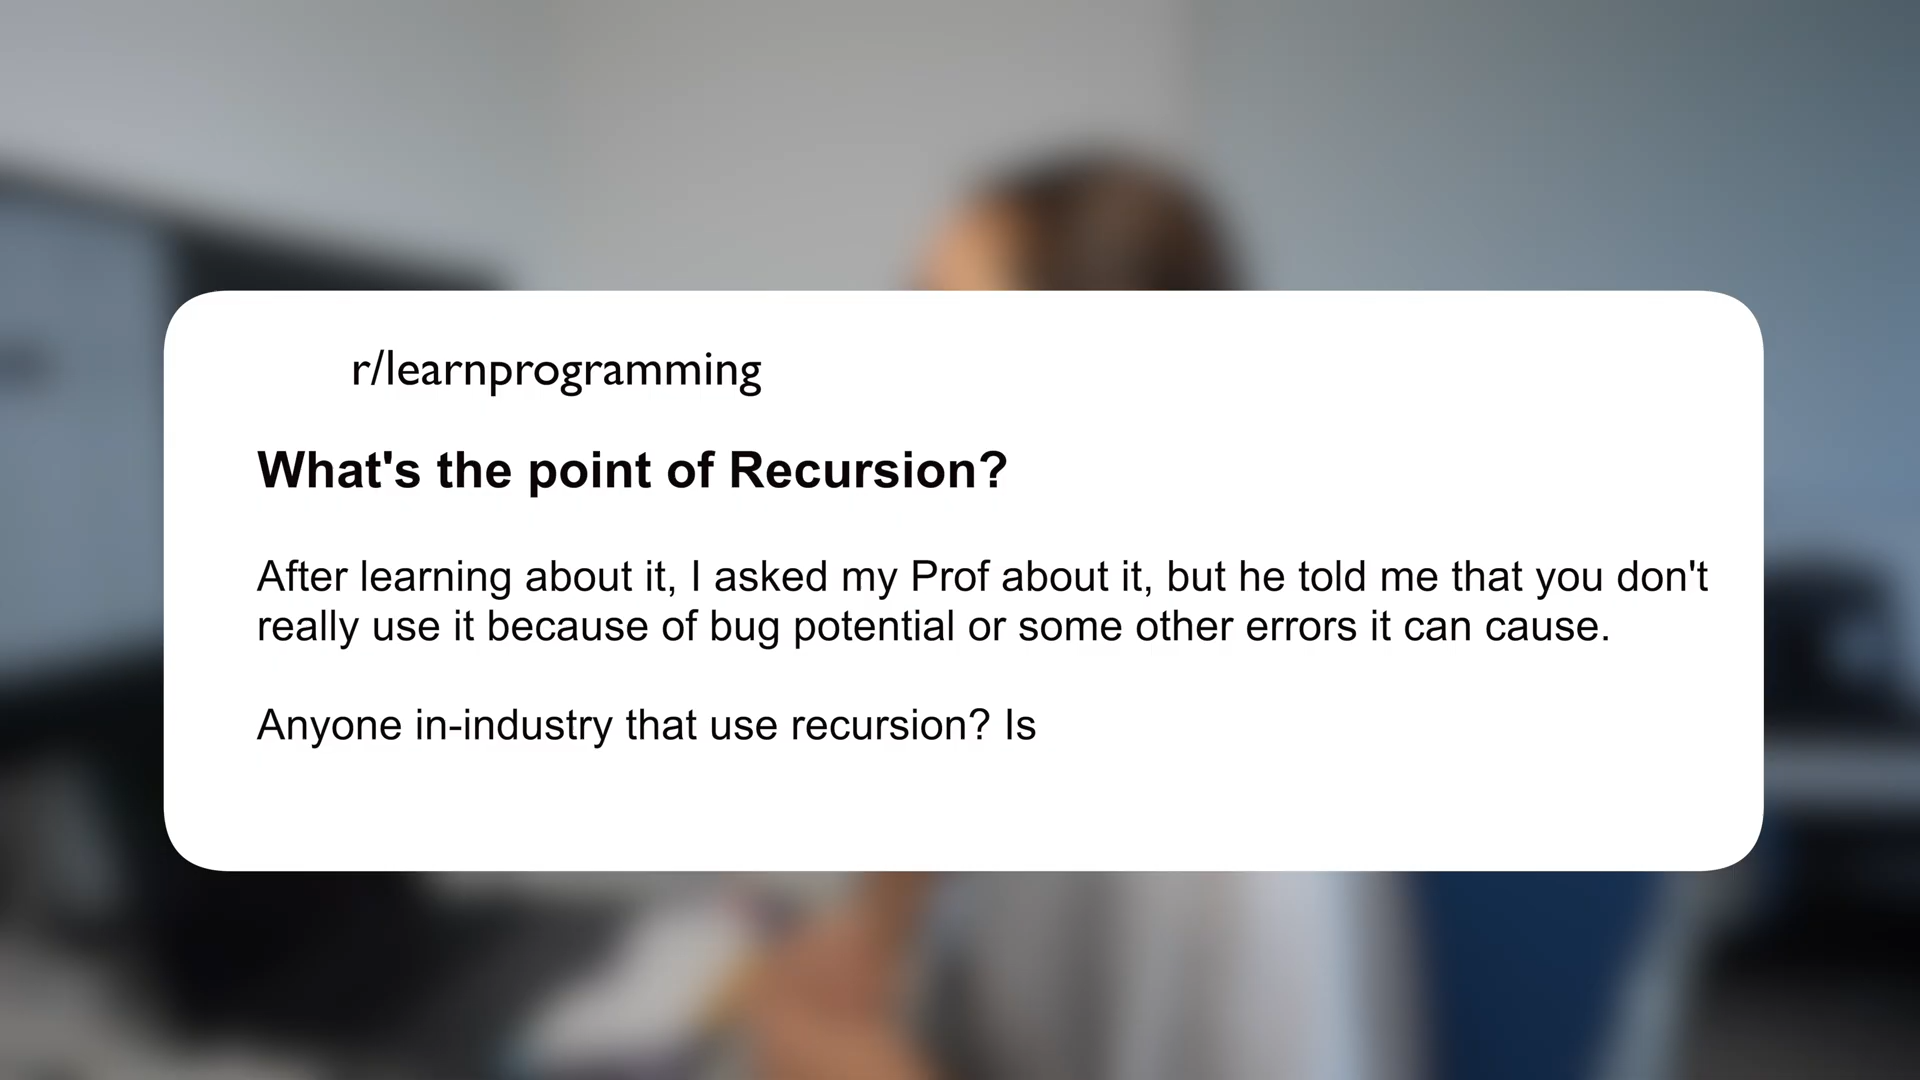 r/learnprogramming
What's the point of Recursion?
After learning about it, I asked my Prof about it, but he told me that you don't
really use it because of bug potential or some other errors it can cause.
Anyone in-industry that use recursion? Is